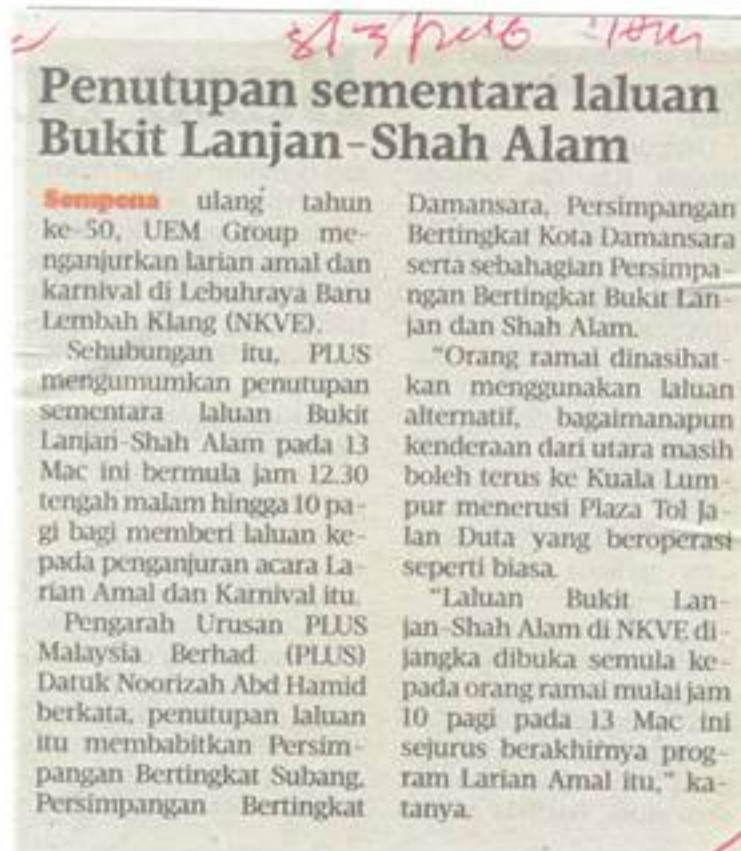 Penutupan sementara laluan
Bukit Lanjan-Shah Alam
Sempena ulang tahun
ke-50, UEM Group me-
nganjurkan larian amal dan
karnival di Lebuhraya Baru
Lembah Klang (NKVE).
Sehubungan itu, PLUS
mengumumkan penutupan
sementara laluan Bukit
Lanjan-Shah Alam pada 13
Mac ini bermula jam 12.30
tengah malam hingga 10 pa-
gi bagi memberi laluan ke-
pada penganjuran acara La-
rian Amal dan Karnival itu.
Pengarah Urusan PLUS
Malaysia Berhad (PLUS)
Datuk Noorizah Abd Hamid
berkata, penutupan laluan
itu membabitkan Persim-
pangan Bertingkat Subang,
Persimpangan Bertingkat
Damansara, Persimpangan
Bertingkat Kota Damansara
serta sebahagian Persimpa-
ngan Bertingkat Bukit Lan-
jan dan Shah Alam.
"Orang ramai dinasihat-
kan menggunakan laluan
alternatif, bagaimanapun
kenderaan dari utara masih
boleh terus ke Kuala Lum-
pur menerusi Plaza Tol Ja-
lan Duta yang beroperasi
seperti biasa.
"Laluan Bukit Lan-
jan-Shah Alam di NKVE di-
jangka dibuka semula ke-
pada orang ramai mulai jam
10 pagi pada 13 Mac ini
sejurus berakhirnya prog-
ram Larian Amal itu," ka-
tanya.